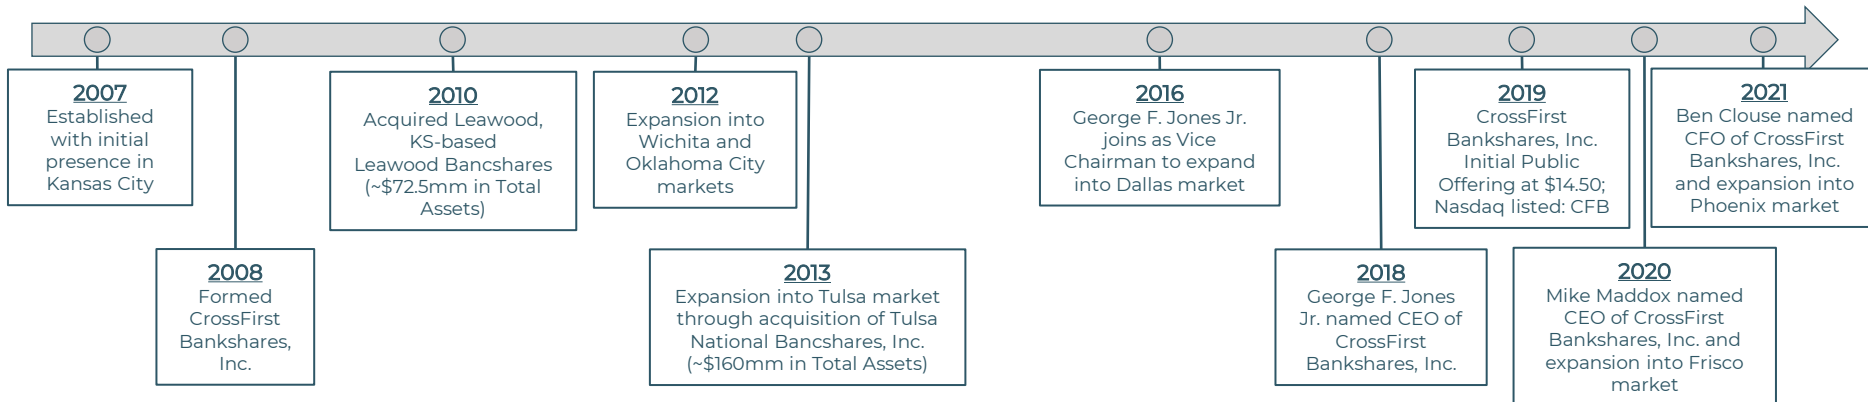 2007
Established
with initial
presence in
Kansas City
2008
Formed
CrossFirst
Bankshares,
Inc.
2010
Acquired Leawood,
KS-based
Leawood Bancshares
(~$72.5mm in Total
Assets)
2012
Expansion into
Wichita and
Oklahoma City
markets
2013
Expansion into Tulsa market
through acquisition of Tulsa
National Bancshares, Inc.
(~$160mm in Total Assets)
2016
George F. Jones Jr.
joins as Vice
Chairman to expand
into Dallas market
2018
George F. Jones
Jr. named CEO of
CrossFirst
Bankshares, Inc.
2019
CrossFirst
Bankshares, Inc.
Initial Public
Offering at $14.50;
Nasdaq listed: CFB
2020
Mike Maddox named
CEO of CrossFirst
Bankshares, Inc. and
expansion into Frisco
market
2021
Ben Clouse named
CFO of CrossFirst
Bankshares, Inc.
and expansion into
Phoenix market